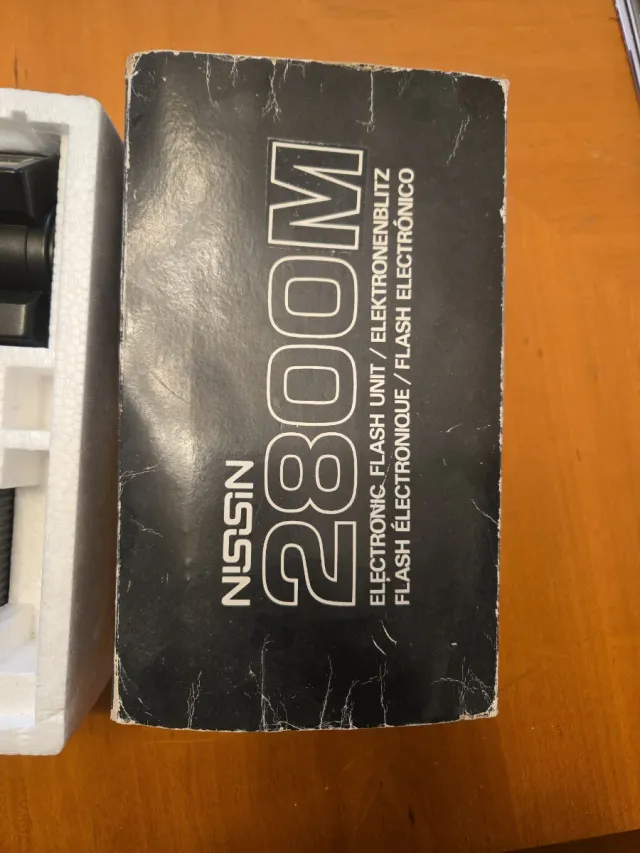 NISSIN
2800M
ELECTRONIC FLASH UNIT / ELEKTRONENBLITZ
FLASH ÉLECTRONIQUE / FLASH ELECTRÓNICO